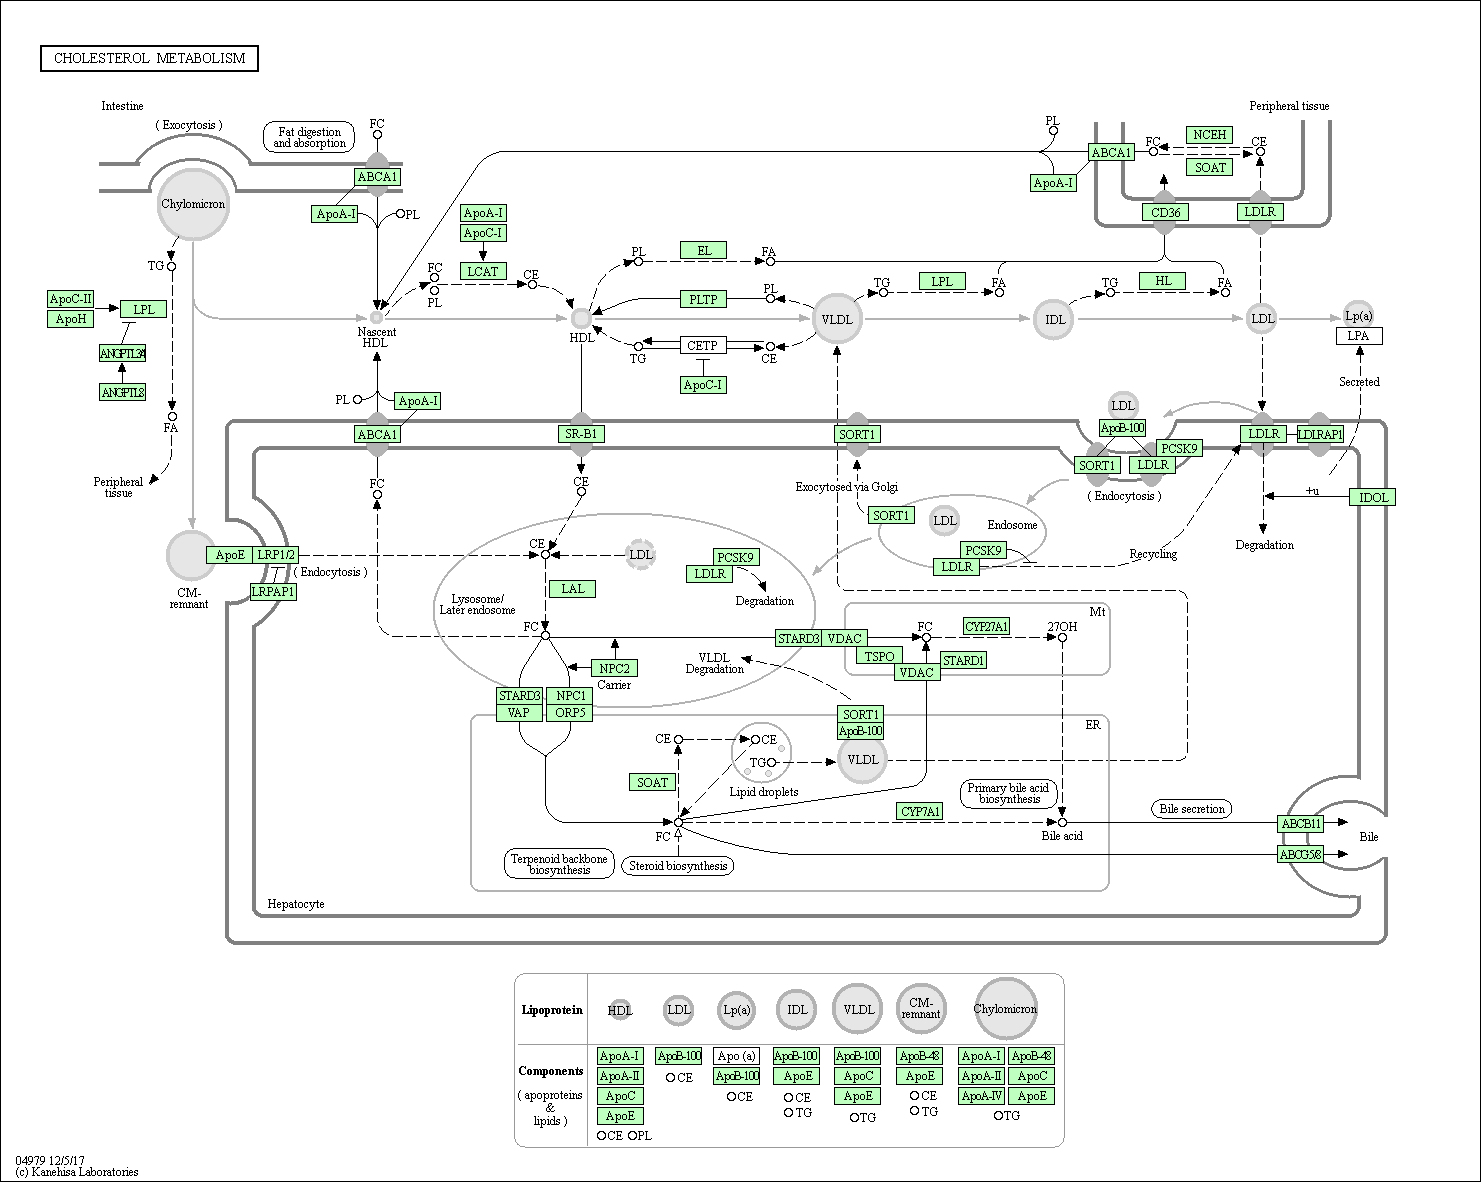 CHOLESTEROL METABOLISM
Intestine
( Exocytosis )
Fat digestion
and absorption
FC
ABCA1
ApoA-I
PL
Chylomicron
TG
ApoC-II
ApoH
LPL
ANGPTL3/4
ANGPTL8
FA
Peripheral
tissue
ApoA-I
ApoC-I
LCAT
FC
PL
CE
Nascent
HDL
HDL
PL
EL
FA
PLTP
PL
TG
CETP
CE
ApoC-I
VLDL
TG
LPL
FA
IDL
TG
HL
FA
LDL
Lp(a)
LPA
Secreted
Peripheral tissue
PL
ABCA1
ApoA-I
FC
NCEH
CE
SOAT
CD36
LDLR
PL
ApoA-I
ABCA1
FC
SR-B1
CE
SORT1
Exocytosed via Golgi
LDL
ApoB-100
SORT1
LDLR
PCSK9
( Endocytosis )
LDLR
LDLRAP1
+u
IDOL
Degradation
SORT1
LDL
Endosome
PCSK9
LDLR
Recycling
CM-
remnant
ApoE
LRP1/2
( Endocytosis )
LRPAP1
CE
LDL
PCSK9
LDLR
Degradation
LAL
Lysosome/
Later endosome
FC
NPC2
Carrier
STARD3
VAP
NPC1
ORP5
STARD3
VDAC
FC
CYP27A1
27OH
Mt
TSPO
STARD1
VDAC
VLDL
Degradation
SORT1
ApoB-100
VLDL
ER
CE
CE
TG
Lipid droplets
SOAT
FC
CYP7A1
Primary bile acid
biosynthesis
Bile acid
Bile secretion
ABCB11
ABCG5/8
Bile
Terpenoid backbone
biosynthesis
Steroid biosynthesis
Hepatocyte
Lipoprotein
HDL
LDL
Lp(a)
IDL
VLDL
CM-
remnant
Chylomicron
Components
( apoproteins
&
lipids )
ApoA-I
ApoA-II
ApoC
ApoE
CE PL
ApoB-100
CE
Apo (a)
ApoB-100
CE
ApoB-100
ApoE
CE
TG
ApoB-100
ApoC
ApoE
TG
ApoB-48
ApoE
CE
TG
ApoA-I ApoB-48
ApoA-II ApoC
ApoA-IV ApoE
TG
04979 12/5/17
(c) Kanehisa Laboratories